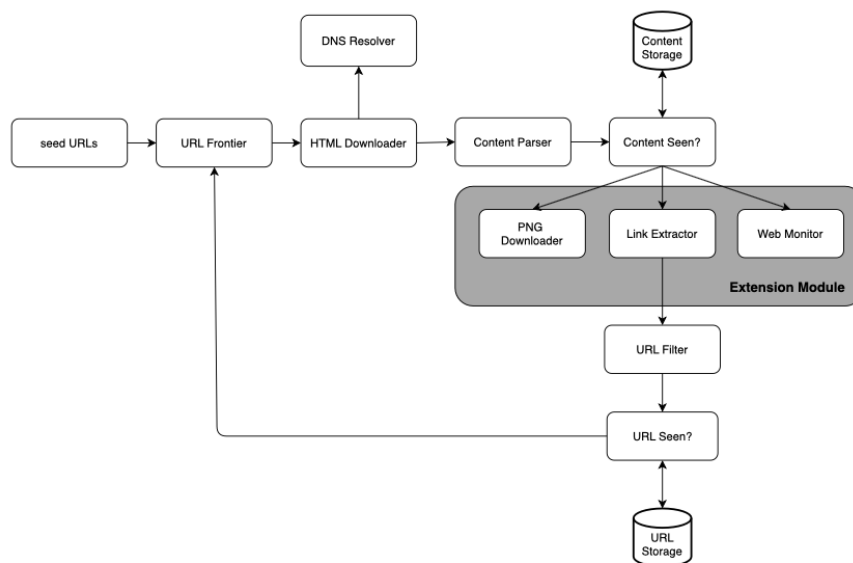 DNS Resolver
Content
Storage
seed URLs
URL Frontier
HTML Downloader
Content Parser
Content Seen?
PNG
Downloader
Link Extractor
Web Monitor
Extension Module
URL Filter
URL Seen?
URL
Storage